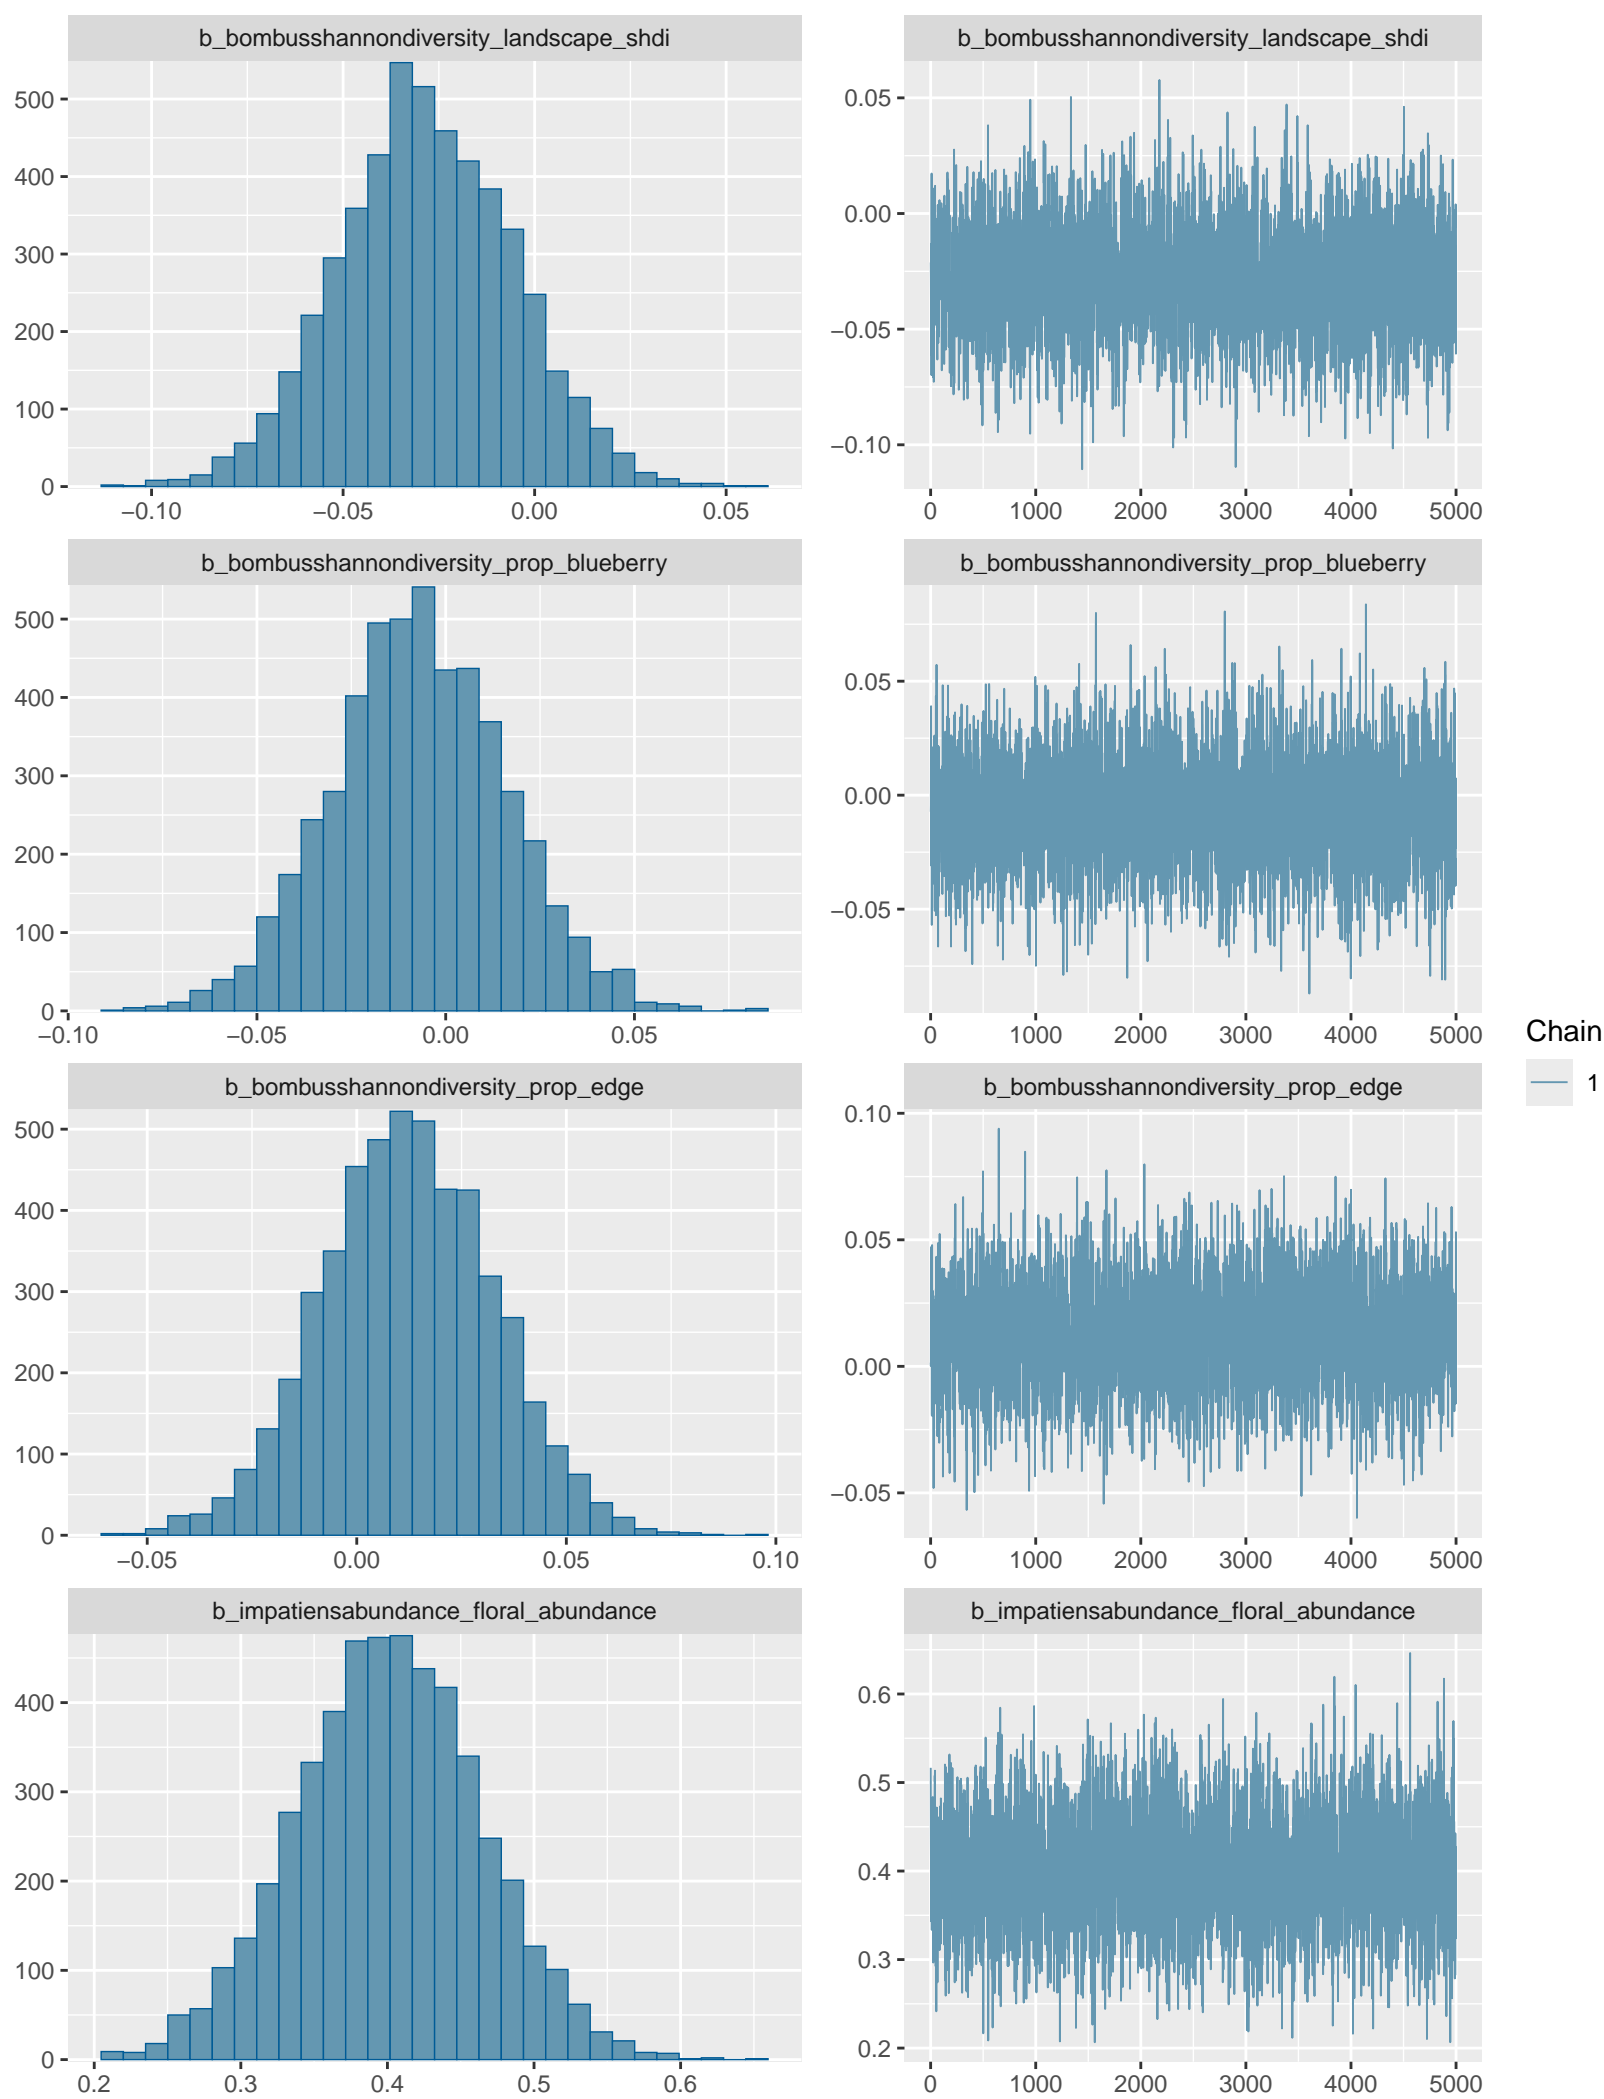 b_bombusshannondiversity_landscape_shdi
500
400
300
200
100
0
−0.10 −0.05 0.00 0.05
b_bombusshannondiversity_landscape_shdi
0.05
0.00
−0.05
−0.10
0 1000 2000 3000 4000 5000
b_bombusshannondiversity_prop_blueberry
500
400
300
200
100
0
−0.10 −0.05 0.00 0.05
b_bombusshannondiversity_prop_blueberry
0.05
0.00
−0.05
0 1000 2000 3000 4000 5000
b_bombusshannondiversity_prop_edge
500
400
300
200
100
0
−0.05 0.00 0.05 0.10
b_bombusshannondiversity_prop_edge
0.10
0.05
0.00
−0.05
0 1000 2000 3000 4000 5000
b_impatiensabundance_floral_abundance
400
300
200
100
0
0.2 0.3 0.4 0.5 0.6
b_impatiensabundance_floral_abundance
0.6
0.5
0.4
0.3
0.2
0 1000 2000 3000 4000 5000
Chain
1